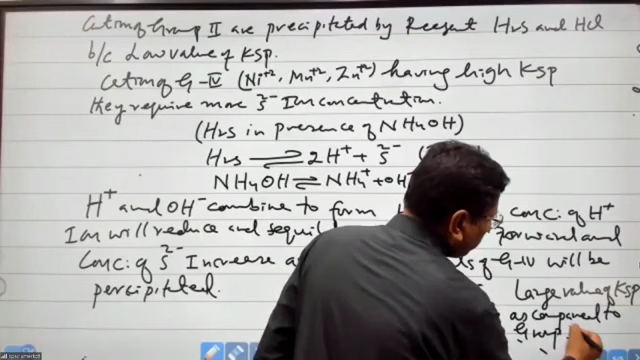 Cations of Group II are precipitated by Reagent H2s and Hcl
b/c Low value of KSP.
Cation of G-IV (Ni+2, Mn+2, Zn+2) having high KSP
they require more S2- Ion concentration.
(H2s in presence of NH4OH)
H2s ⇌ 2H+ + S2-
NH4OH ⇌ NH4+ + OH
H+ and OH- combine to form conc: of H+
Ion will reduce and forward and
Conc: of S2- Increase of G-IV will be
percipitated. Large value of KSP
as compared to
Group